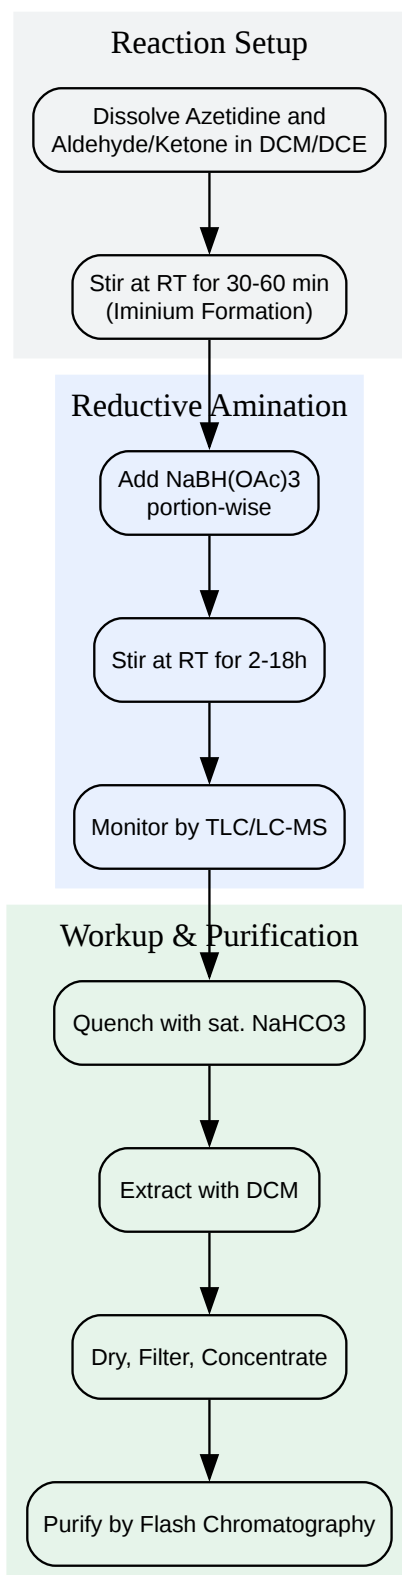 Reaction Setup
Dissolve Azetidine and
Aldehyde/Ketone in DCM/DCE
Stir at RT for 30-60 min
(Iminium Formation)
Reductive Amination
Add NaBH(OAc)3
portion-wise
Stir at RT for 2-18h
Monitor by TLC/LC-MS
Workup & Purification
Quench with sat. NaHCO3
Extract with DCM
Dry, Filter, Concentrate
Purify by Flash Chromatography